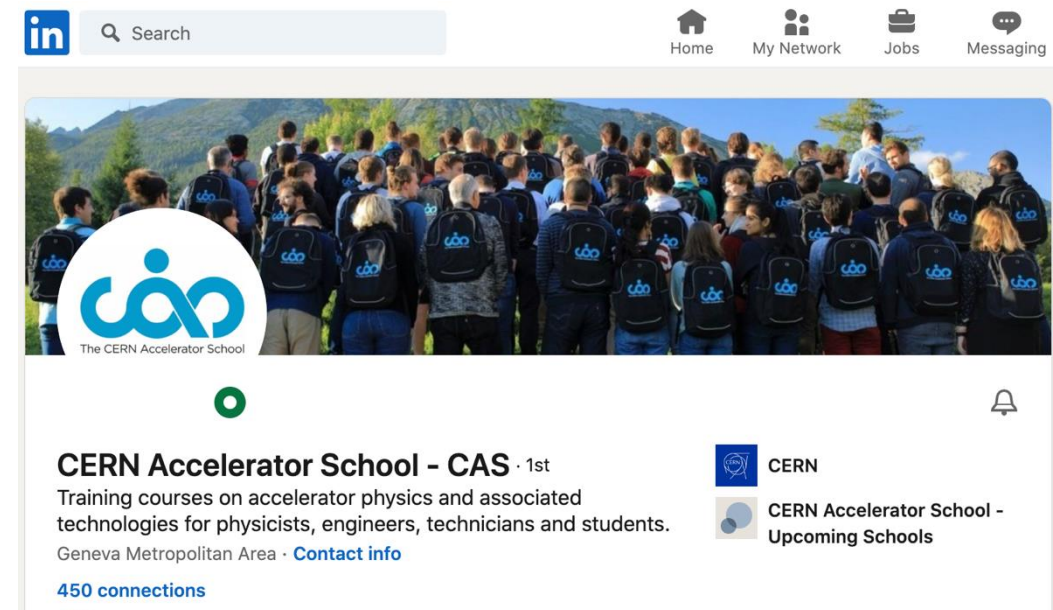 in
Search
Home
My Network
Jobs
Messaging
The CERN Accelerator School
CERN Accelerator School - CAS · 1st
Training courses on accelerator physics and associated
technologies for physicists, engineers, technicians and students.
Geneva Metropolitan Area · Contact info
450 connections
CERN
CERN
CERN Accelerator School -
Upcoming Schools